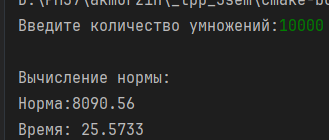 Введите количество умножений:10000
Вычисление нормы:
Норма:8090.56
Время: 25.5733